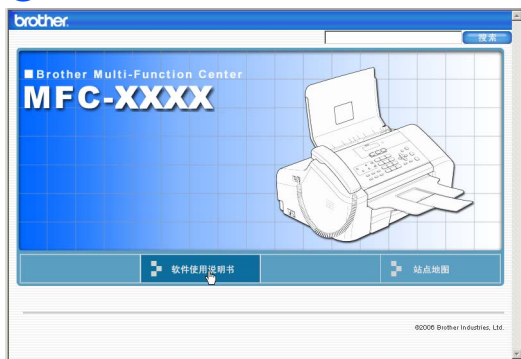 brother.
搜索
Brother Multi-Function Center
MFC-XXXX
软件使用说明书
站点地图
©2006 Brother Industries, Ltd.